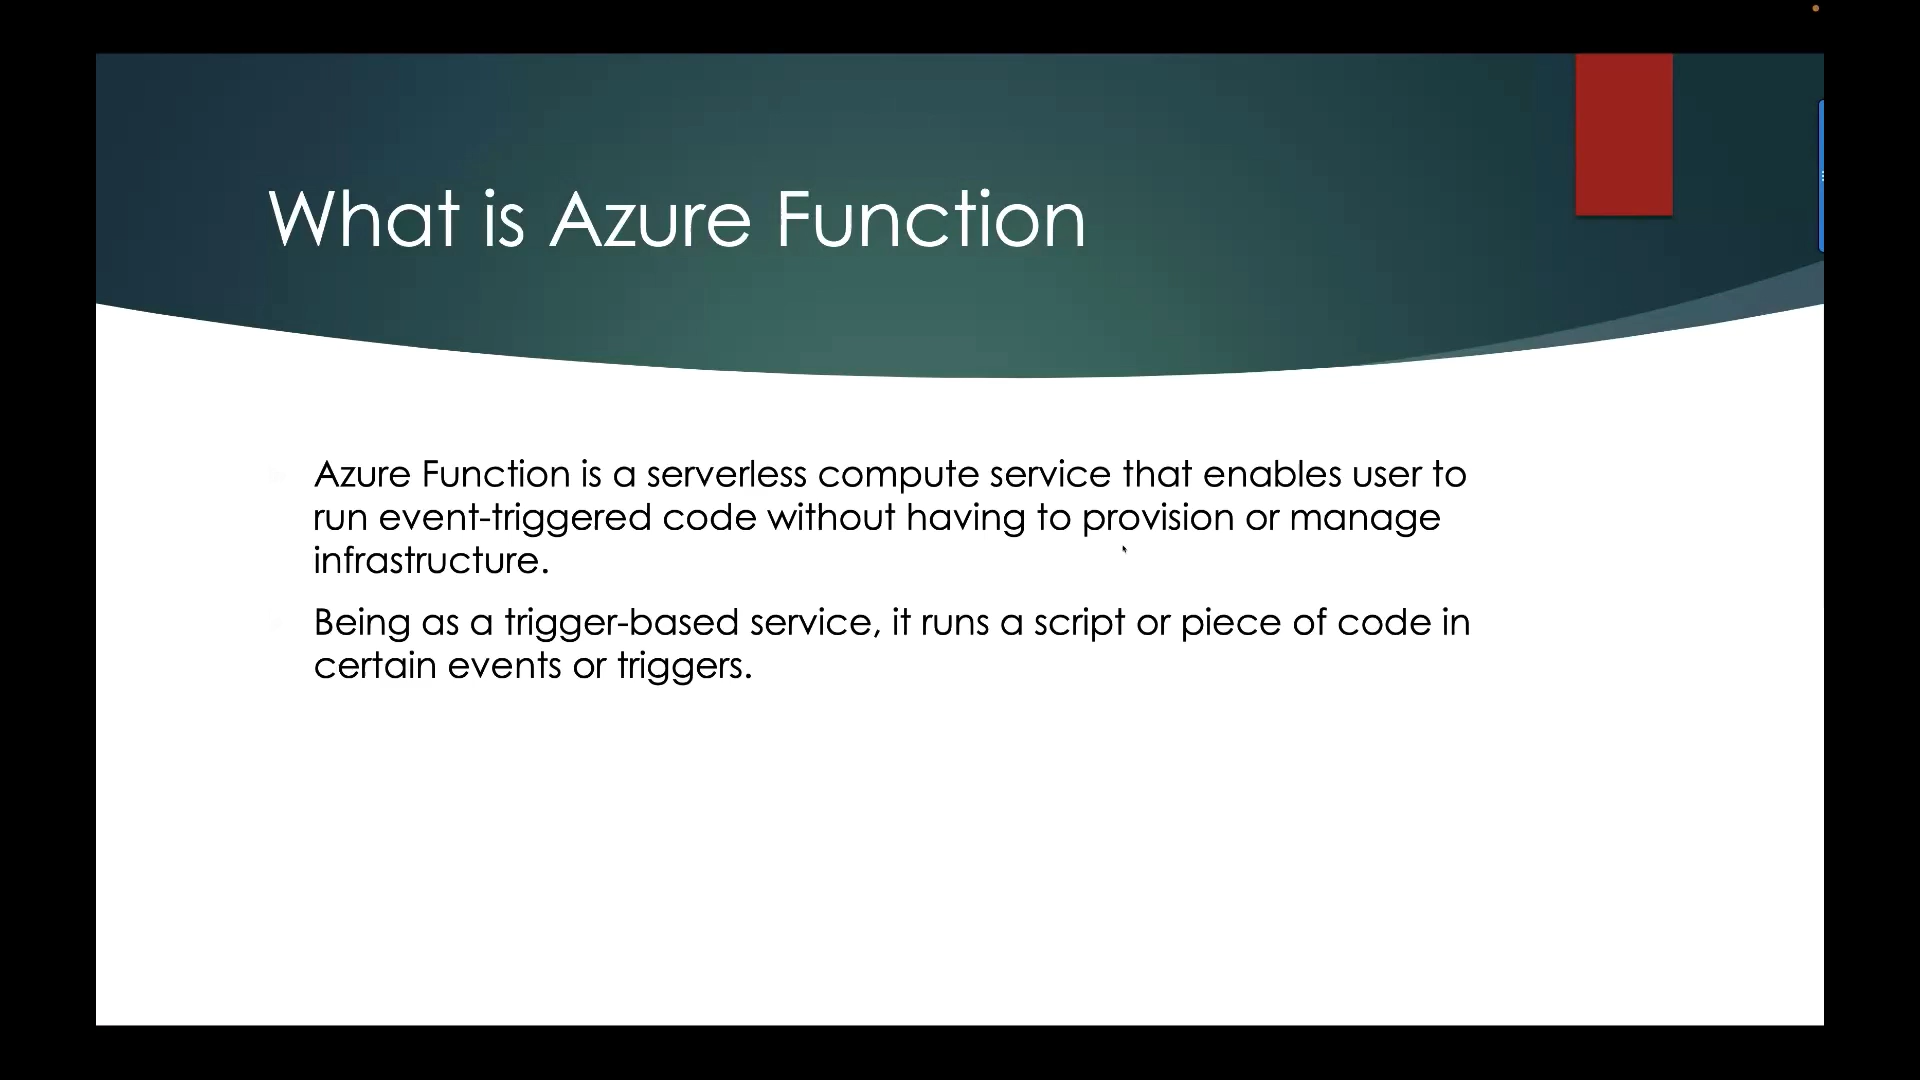 What is Azure Function
Azure Function is a serverless compute service that enables user to
run event-triggered code without having to provision or manage
infrastructure.
Being as a trigger-based service, it runs a script or piece of code in
certain events or triggers.